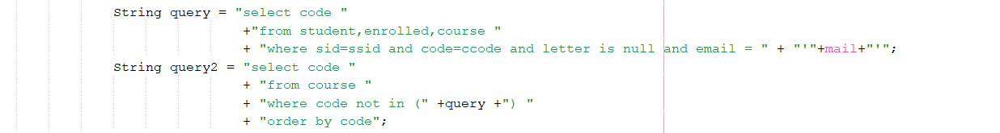 String query = "select code "
+"from student,enrolled,course "
+ "where sid=ssid and code=ccode and letter is null and email = " + "'"+mail+"'";
String query2 = "select code "
+ "from course "
+ "where code not in (" +query +") "
+ "order by code";